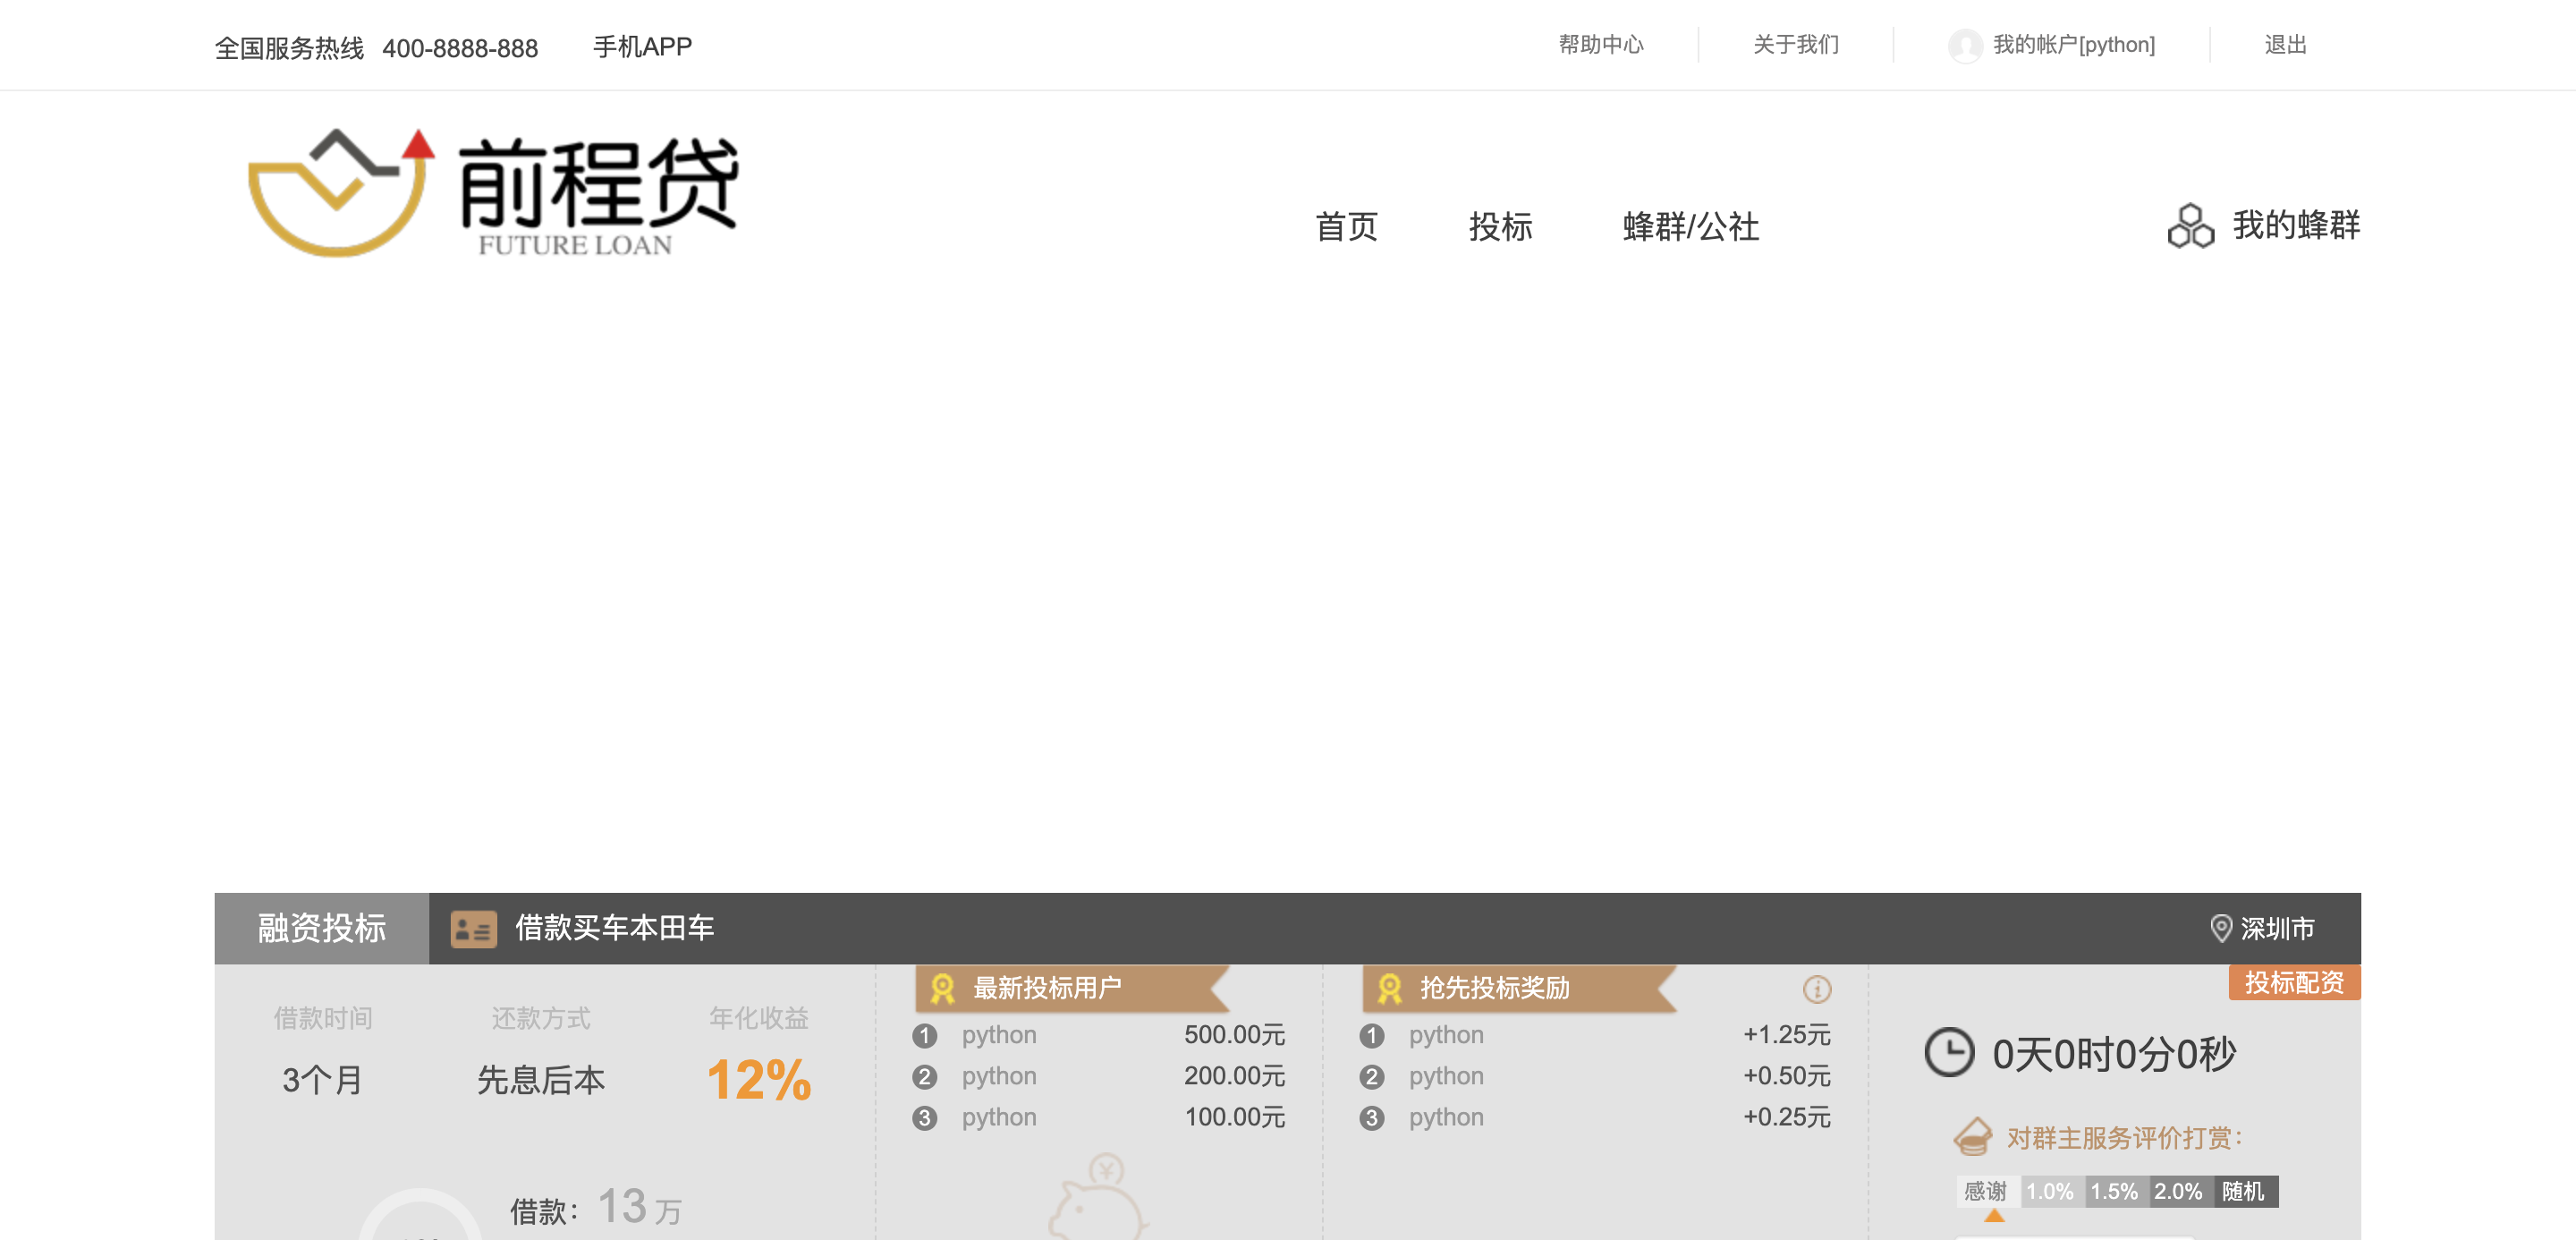 全国服务热线 400-8888-888 手机APP 帮助中心 关于我们 我的帐户[python] 退出
前程贷
FUTURE LOAN
首页 投标 蜂群/公社 我的蜂群
融资投标 借款买车本田车 深圳市
投标配资
借款时间 还款方式 年化收益
3个月 先息后本 12%
借款：13万
最新投标用户
1 python 500.00元
2 python 200.00元
3 python 100.00元
抢先投标奖励
1 python +1.25元
2 python +0.50元
3 python +0.25元
0天0时0分0秒
对群主服务评价打赏：
感谢 1.0% 1.5% 2.0% 随机